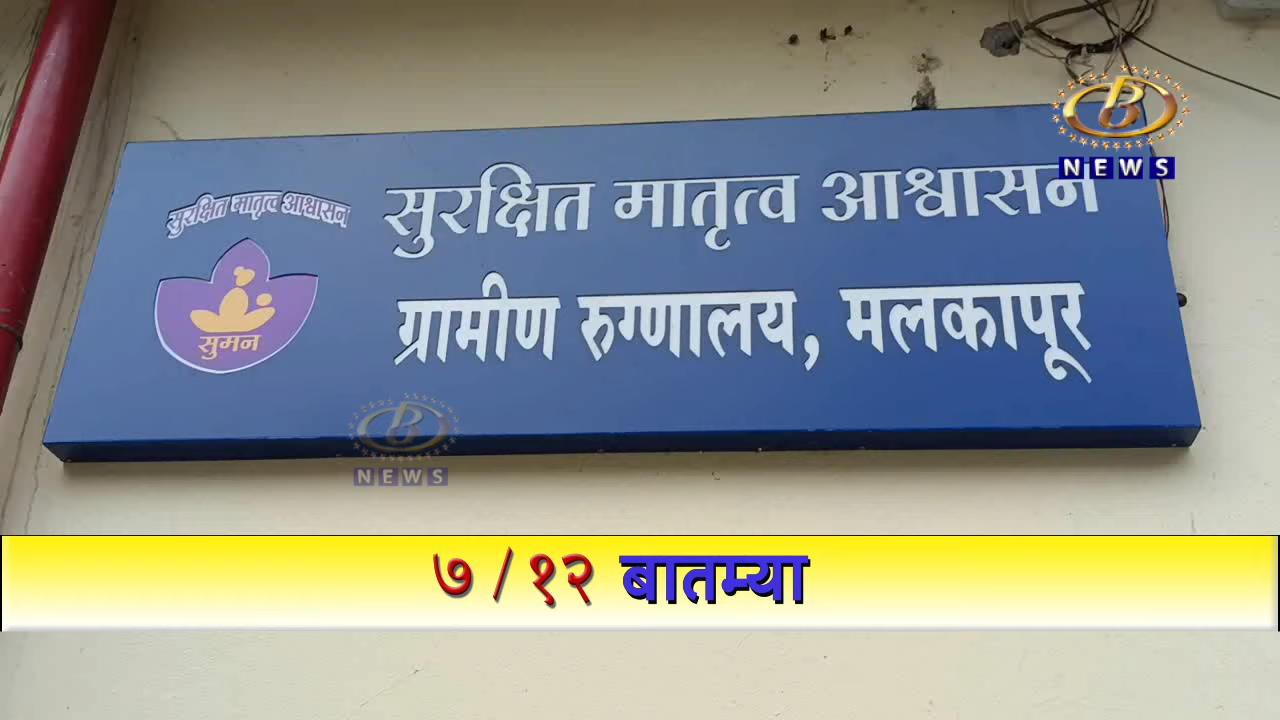 B
NEWS
सुरक्षित मातृत्व आश्वासन
सुरक्षित मातृत्व आश्वासन
सुमन
ग्रामीण रुग्णालय, मलकापूर
B
NEWS
७ / १२ बातम्या